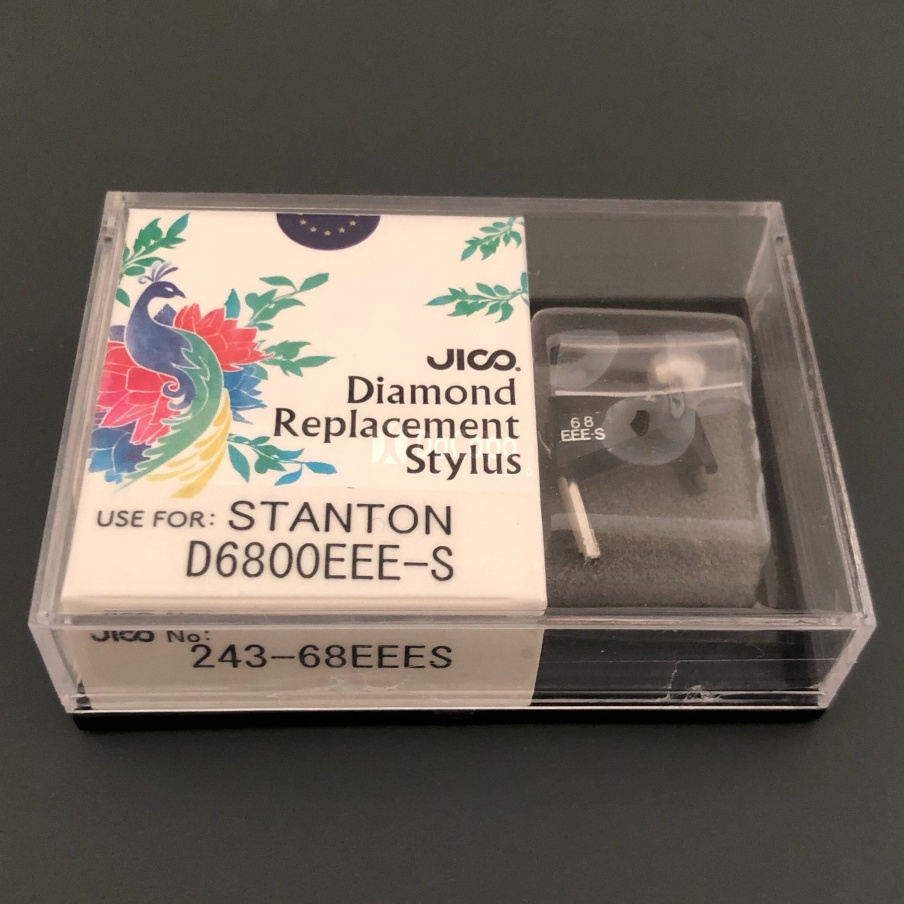 JICO.
Diamond
Replacement
Stylus
USE FOR: STANTON
D6800EEE-S
JICO No:
243-68EEES
68
EEE-S